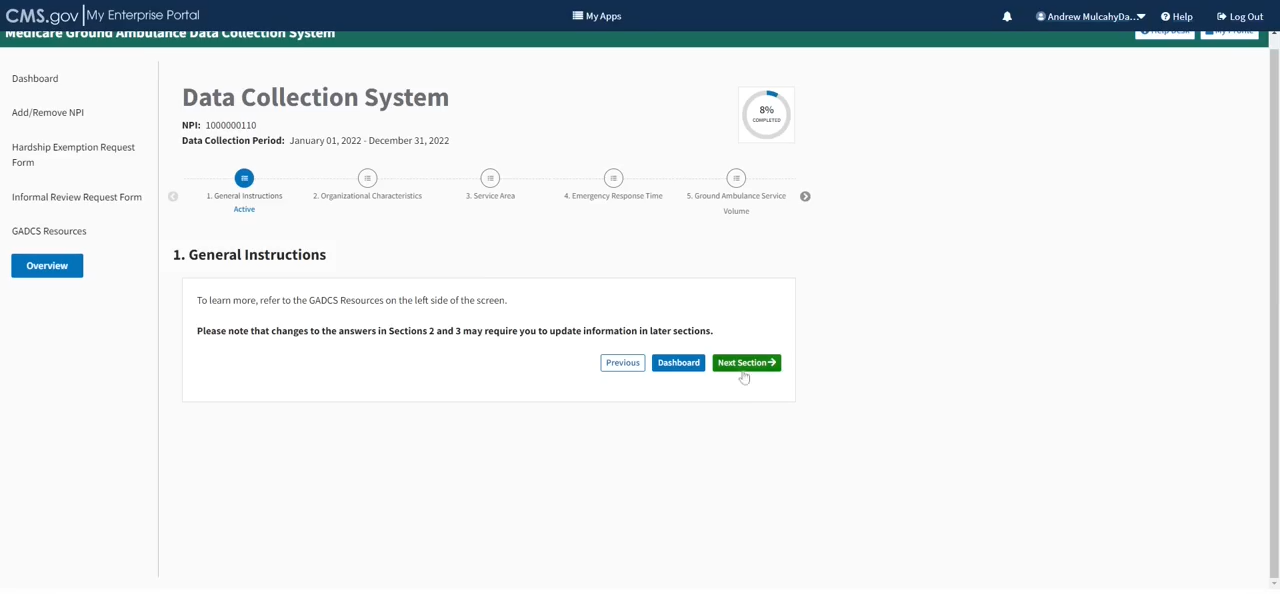 CMS.gov My Enterprise Portal
My Apps
Andrew MulcahyDa...
Help
Log Out
Medicare Ground Ambulance Data Collection System
Help Desk
My Profile
Dashboard
Add/Remove NPI
Hardship Exemption Request
Form
Informal Review Request Form
GADCS Resources
Overview
Data Collection System
NPI: 1000000110
Data Collection Period: January 01, 2022 - December 31, 2022
8%
COMPLETED
1. General Instructions
Active
2. Organizational Characteristics
3. Service Area
4. Emergency Response Time
5. Ground Ambulance Service
Volume
1. General Instructions
To learn more, refer to the GADCS Resources on the left side of the screen.
Please note that changes to the answers in Sections 2 and 3 may require you to update information in later sections.
Previous
Dashboard
Next Section